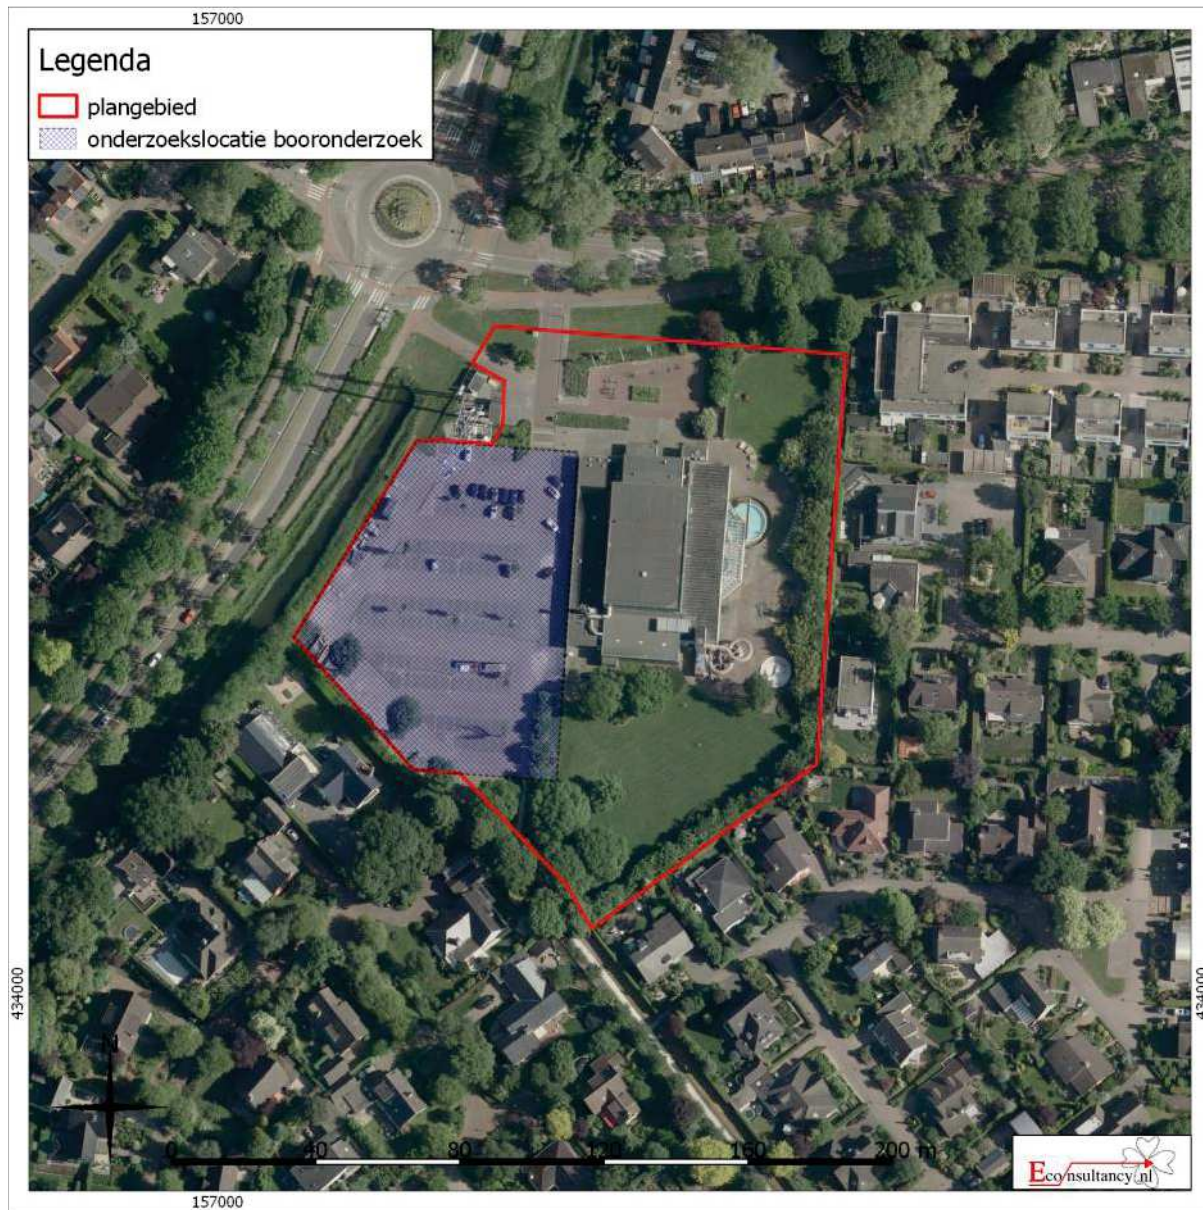 157000
Legenda
plangebied
onderzoekslocatie booronderzoek
434000
434000
N
0 40 80 120 160 200 m
Econsultancy.nl
157000